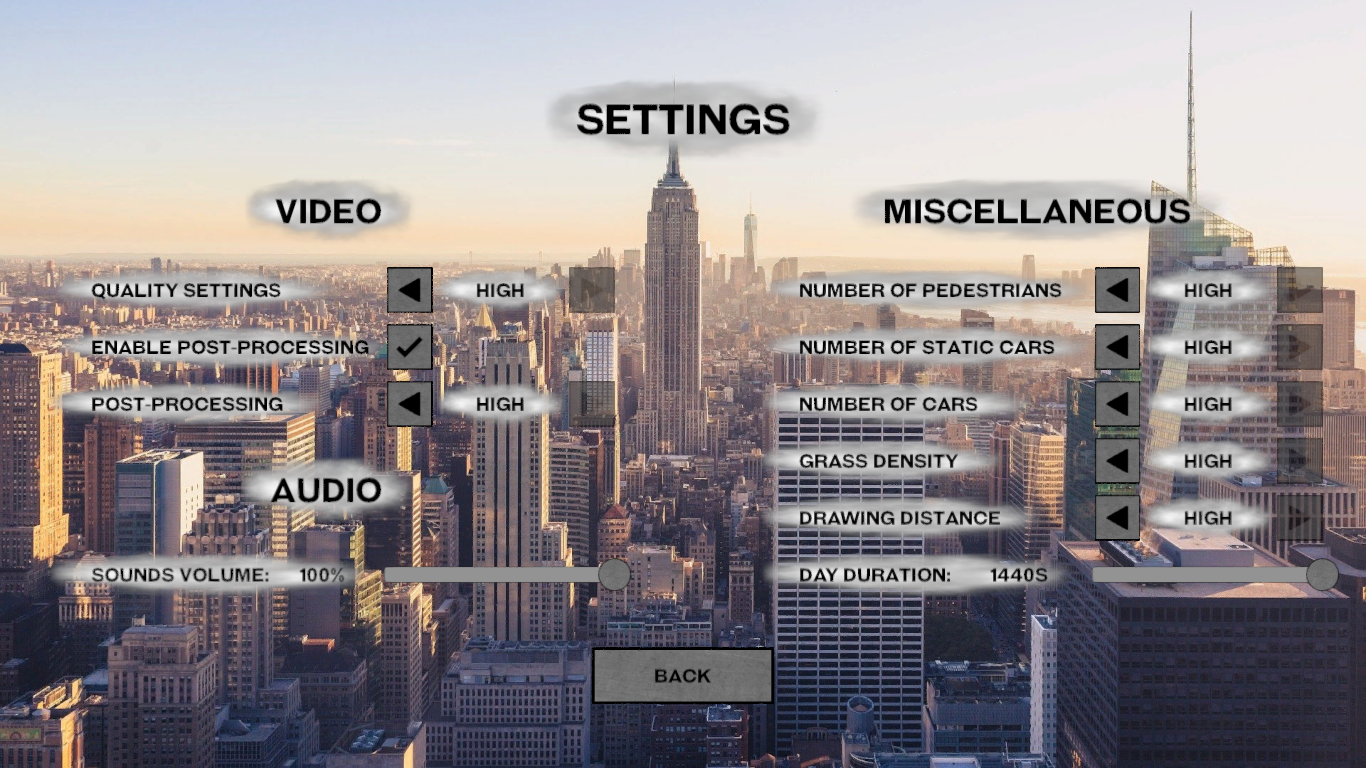 SETTINGS
VIDEO
QUALITY SETTINGS HIGH
ENABLE POST-PROCESSING
POST-PROCESSING HIGH
AUDIO
SOUNDS VOLUME: 100%
MISCELLANEOUS
NUMBER OF PEDESTRIANS HIGH
NUMBER OF STATIC CARS HIGH
NUMBER OF CARS HIGH
GRASS DENSITY HIGH
DRAWING DISTANCE HIGH
DAY DURATION: 1440S
BACK